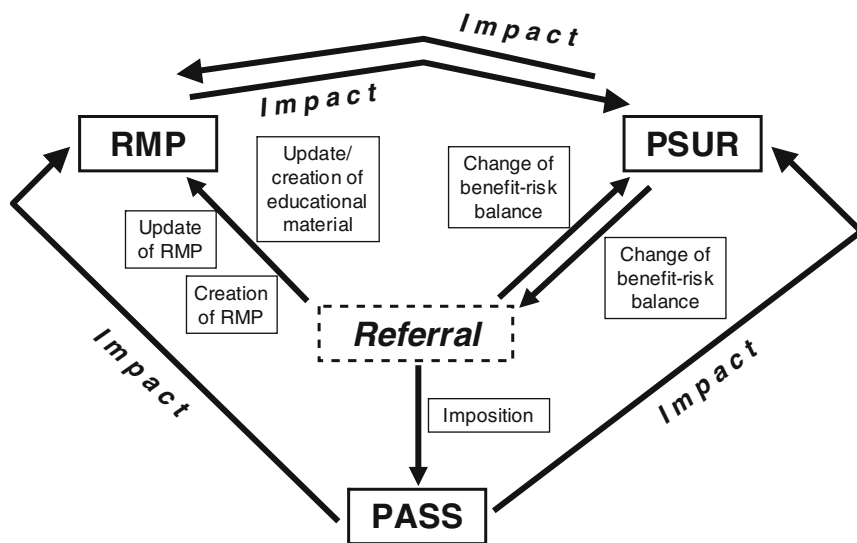 Impact
Impact
RMP
PSUR
Update/
creation of
educational
material
Change of
benefit-risk
balance
Update
of RMP
Change of
benefit-risk
balance
Creation
of RMP
Referral
Impact
Impact
Imposition
PASS